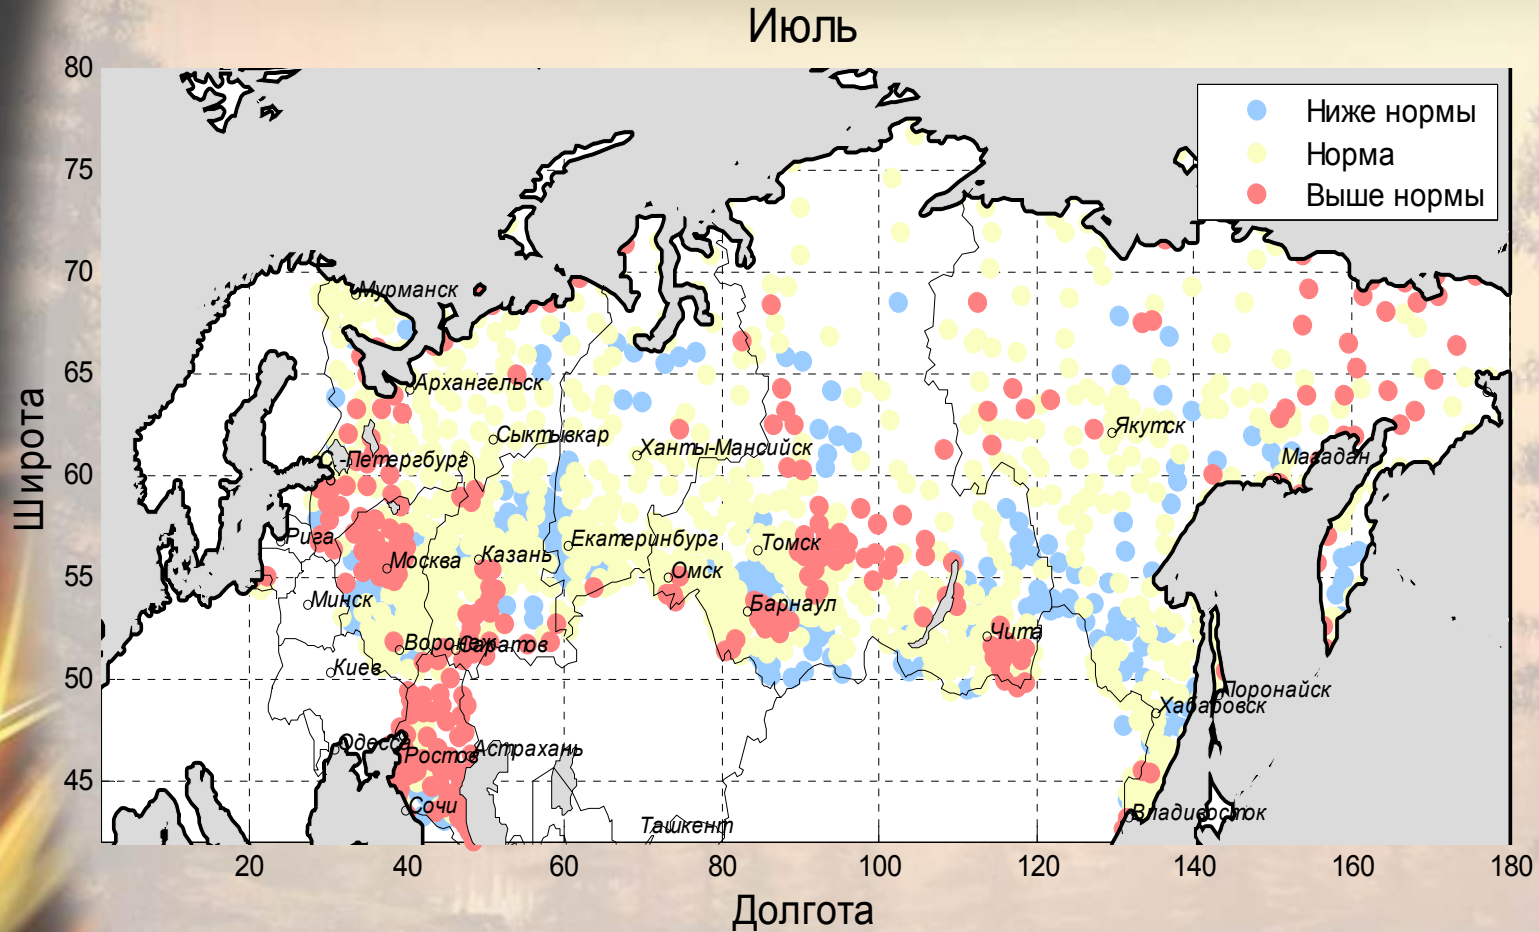 Июль
80
75
70
65
60
55
50
45
Широта
Ниже нормы
Норма
Выше нормы
Мурманск
Архангельск
Сыктывкар
Ханты-Мансийск
Якутск
Магадан
С.-Петергбург
Рига
Москва
Казань
Екатеринбург
Томск
Омск
Минск
Барнаул
Чита
Воронеж
Саратов
Киев
Поронайск
Хабаровск
Одесса
Ростов
Астрахань
Сочи
Ташкент
Владивосток
20
40
60
80
100
120
140
160
180
Долгота